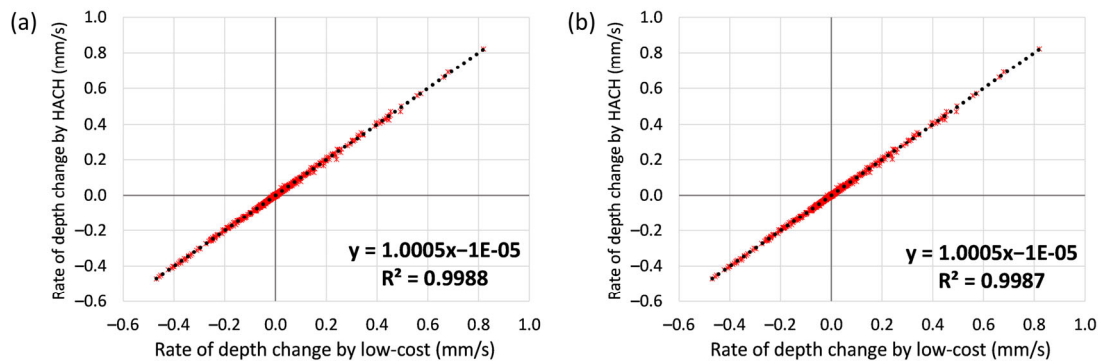 (a)
Rate of depth change by HACH (mm/s)
1.0
0.8
0.6
0.4
0.2
0.0
−0.2
−0.4
−0.6
y = 1.0005x−1E-05
R² = 0.9988
−0.6 −0.4 −0.2 0.0 0.2 0.4 0.6 0.8 1.0
Rate of depth change by low-cost (mm/s)
(b)
Rate of depth change by HACH (mm/s)
1.0
0.8
0.6
0.4
0.2
0.0
−0.2
−0.4
−0.6
y = 1.0005x−1E-05
R² = 0.9987
−0.6 −0.4 −0.2 0.0 0.2 0.4 0.6 0.8 1.0
Rate of depth change by low-cost (mm/s)